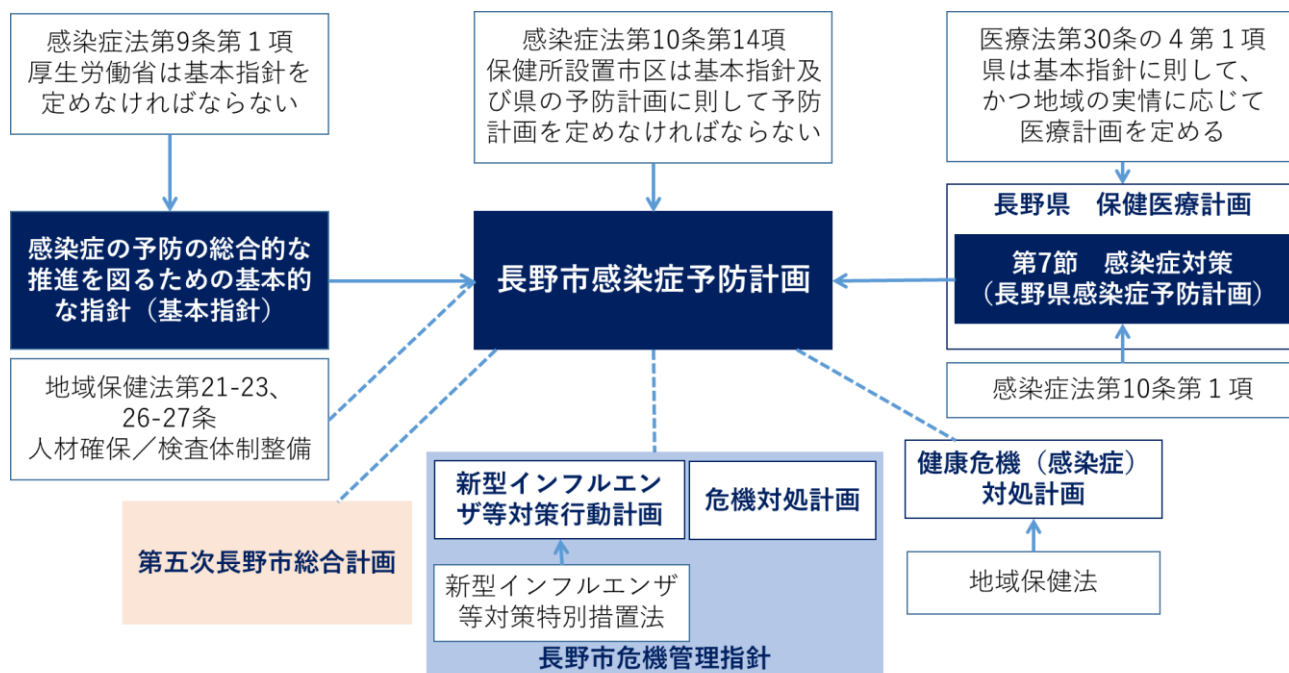 感染症法第9条第１項
厚生労働省は基本指針を
定めなければならない
感染症法第10条第14項
保健所設置市区は基本指針及
び県の予防計画に則して予防
計画を定めなければならない
医療法第30条の４第１項
県は基本指針に則して、
かつ地域の実情に応じて
医療計画を定める
感染症の予防の総合的な
推進を図るための基本的
な指針（基本指針）
長野市感染症予防計画
長野県　保健医療計画
第7節　感染症対策
（長野県感染症予防計画）
感染症法第10条第１項
地域保健法第21-23、
26-27条
人材確保／検査体制整備
第五次長野市総合計画
新型インフルエン
ザ等対策行動計画
危機対処計画
新型インフルエンザ
等対策特別措置法
長野市危機管理指針
健康危機（感染症）
対処計画
地域保健法